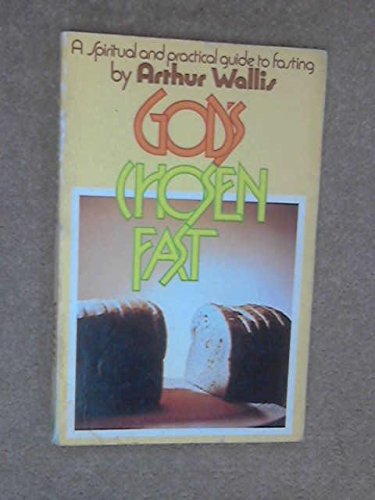 A Spiritual and practical guide to fasting
by Arthur Wallis
GOD'S
CHOSEN
FAST